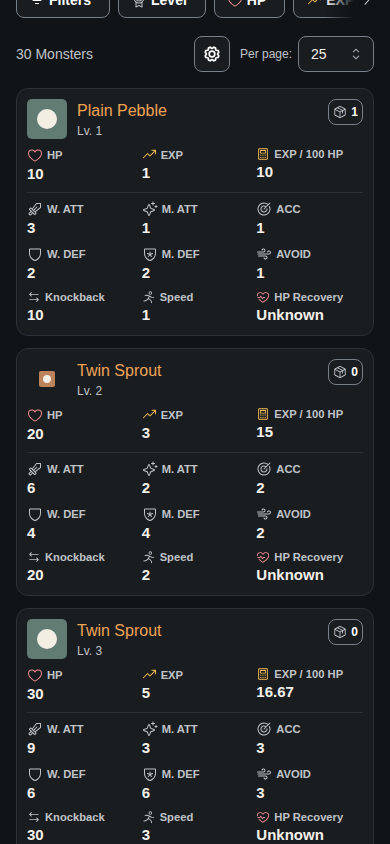 Filters Level HP EXP
30 Monsters Per page: 25
Plain Pebble 1
Lv. 1
HP EXP EXP / 100 HP
10 1 10
W. ATT M. ATT ACC
3 1 1
W. DEF M. DEF AVOID
2 2 1
Knockback Speed HP Recovery
10 1 Unknown
Twin Sprout 0
Lv. 2
HP EXP EXP / 100 HP
20 3 15
W. ATT M. ATT ACC
6 2 2
W. DEF M. DEF AVOID
4 4 2
Knockback Speed HP Recovery
20 2 Unknown
Twin Sprout 0
Lv. 3
HP EXP EXP / 100 HP
30 5 16.67
W. ATT M. ATT ACC
9 3 3
W. DEF M. DEF AVOID
6 6 3
Knockback Speed HP Recovery
30 3 Unknown